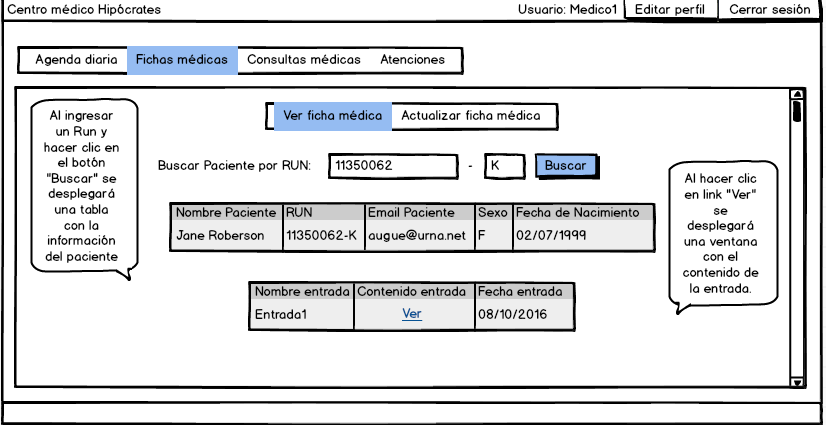 Centro médico Hipócrates
Usuario: Medico1 Editar perfil Cerrar sesión
Agenda diaria Fichas médicas Consultas médicas Atenciones
Al ingresar
un Run y
hacer clic en
el botón
"Buscar" se
desplegará
una tabla
con la
información
del paciente
Ver ficha médica Actualizar ficha médica
Buscar Paciente por RUN: 11350062 - K Buscar
Nombre Paciente RUN Email Paciente Sexo Fecha de Nacimiento
Jane Roberson 11350062-K augue@urna.net F 02/07/1999
Al hacer clic
en link "Ver"
se
desplegará
una ventana
con el
contenido de
la entrada.
Nombre entrada Contenido entrada Fecha entrada
Entrada1 Ver 08/10/2016